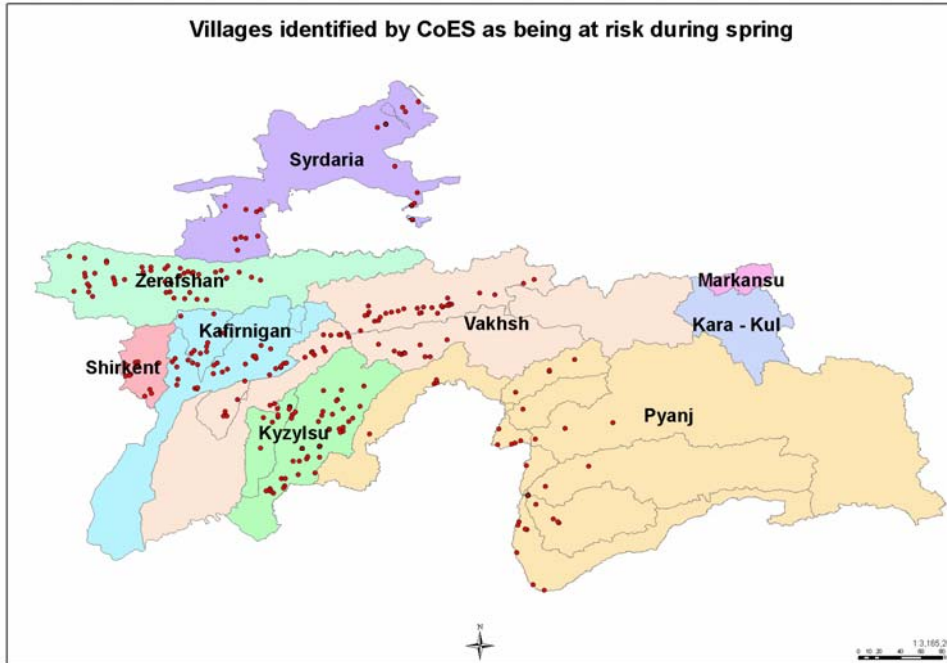 Villages identified by CoES as being at risk during spring
Syrdaria
Zerafshan
Markansu
Kafirnigan
Vakhsh
Kara - Kul
Shirkent
Pyanj
Kyzylsu
N